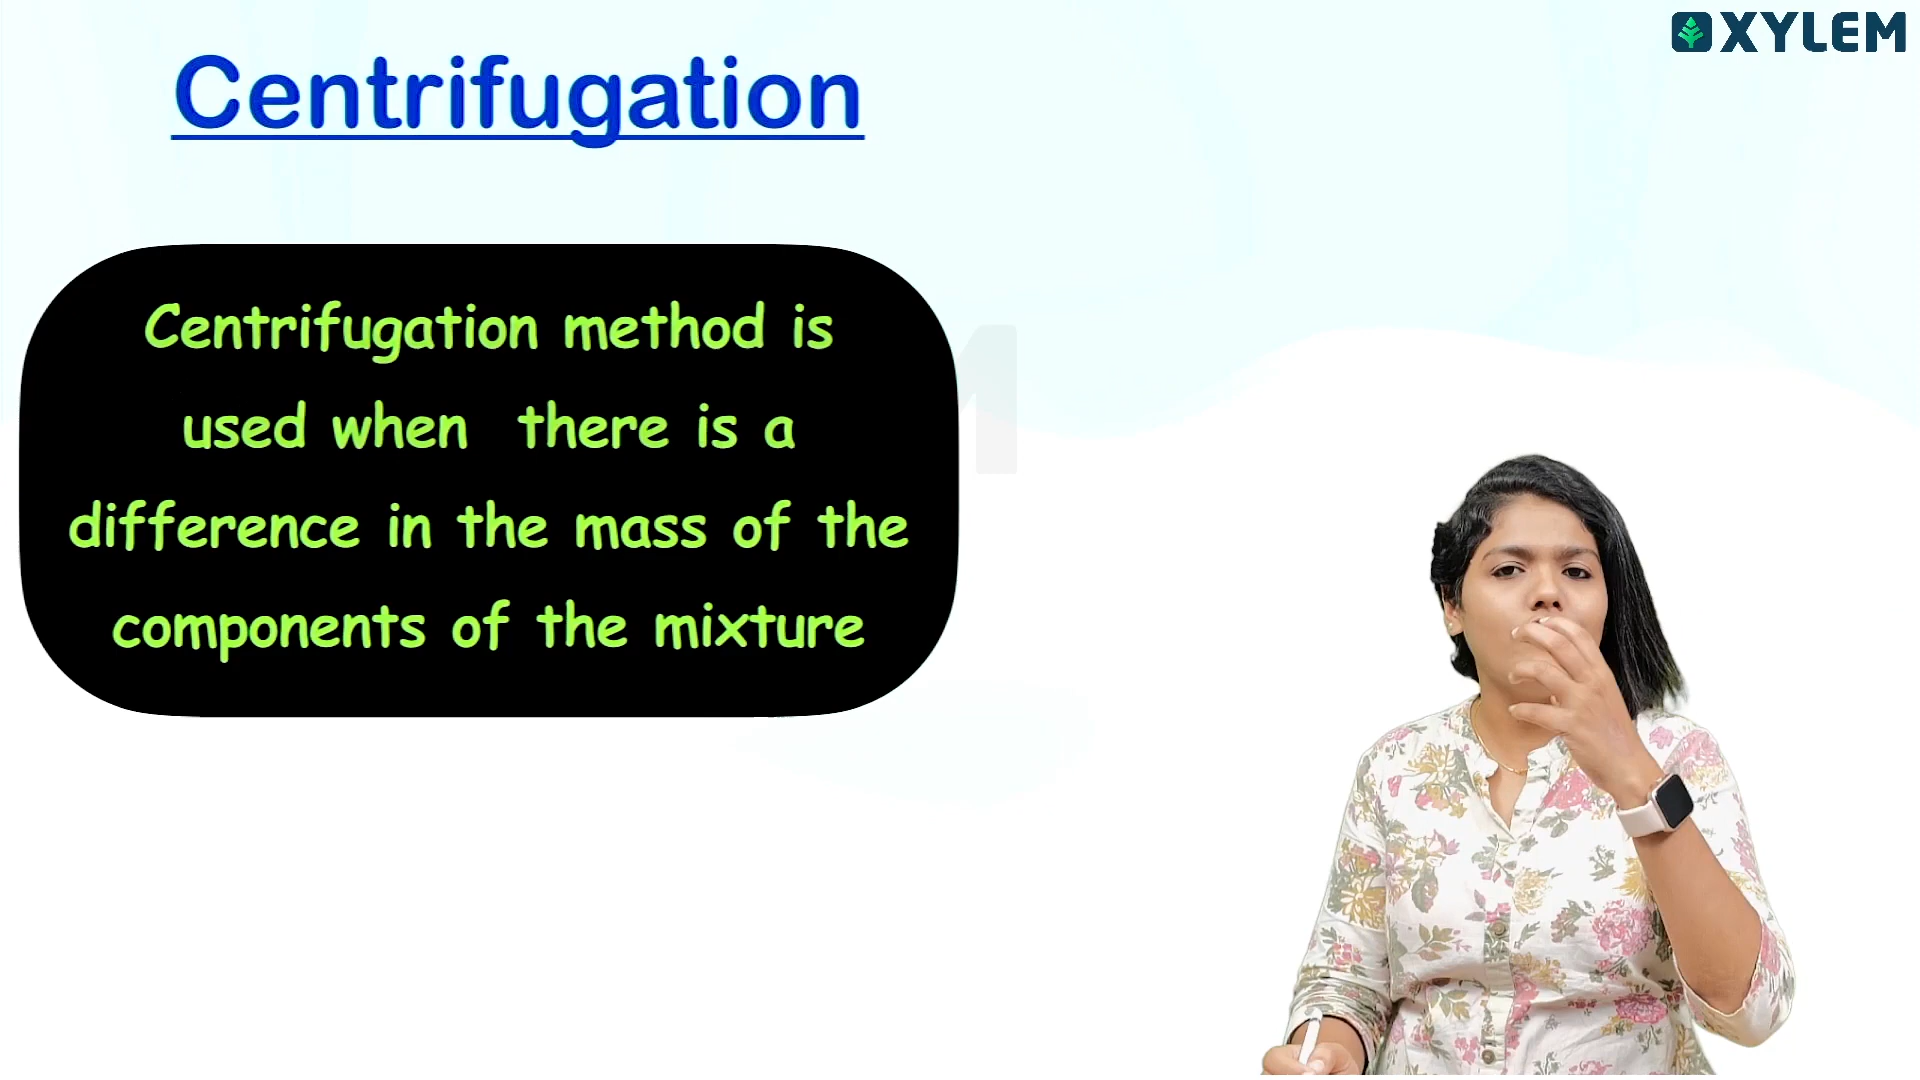 XYLEM
Centrifugation
Centrifugation method is
used when there is a
difference in the mass of the
components of the mixture